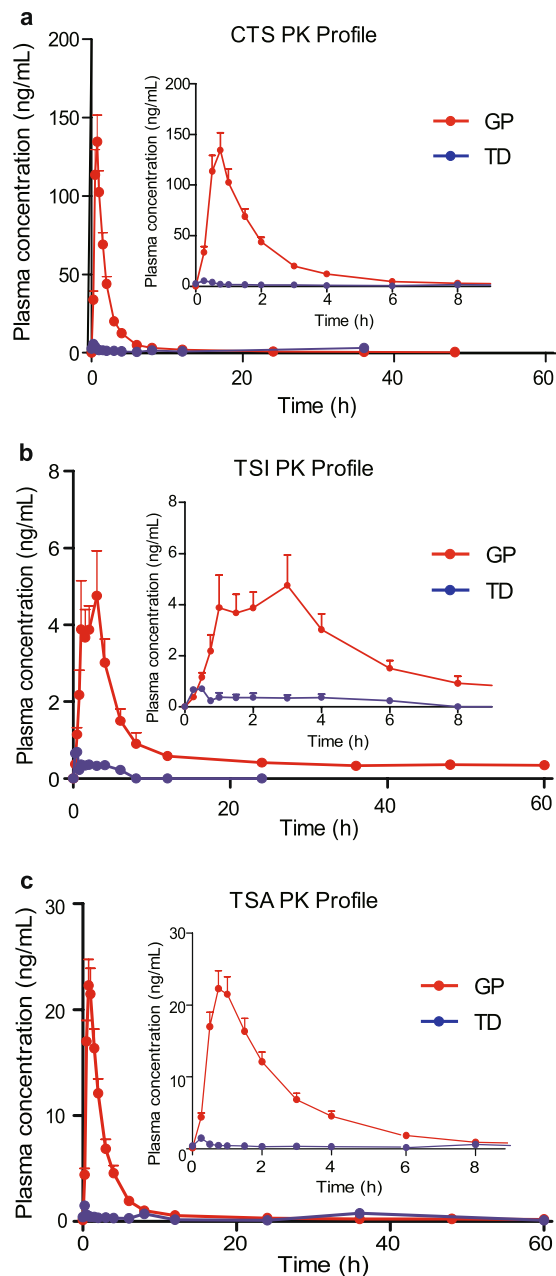 a
CTS PK Profile
Plasma concentration (ng/mL)
200
150
100
50
0
0
20
40
60
Time (h)
Plasma concentration (ng/mL)
200
150
100
50
0
0
2
4
6
8
Time (h)
GP
TD
b
TSI PK Profile
Plasma concentration (ng/mL)
8
6
4
2
0
0
20
40
60
Time (h)
Plasma concentration (ng/mL)
8
6
4
2
0
0
2
4
6
8
Time (h)
GP
TD
c
TSA PK Profile
Plasma concentration (ng/mL)
30
20
10
0
0
20
40
60
Time (h)
Plasma concentration (ng/mL)
30
20
10
0
0
2
4
6
8
Time (h)
GP
TD